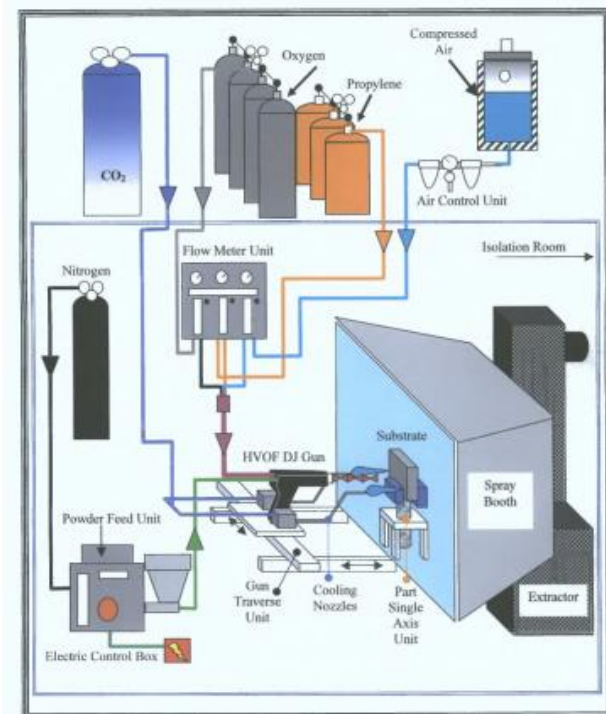 Compressed
Air
Oxygen
Propylene
CO₂
Air Control Unit
Flow Meter Unit
Isolation Room
Nitrogen
Substrate
HVOF DJ Gun
Spray
Booth
Powder Feed Unit
Gun
Traverse
Unit
Cooling
Nozzles
Part
Single
Axis
Unit
Extractor
Electric Control Box